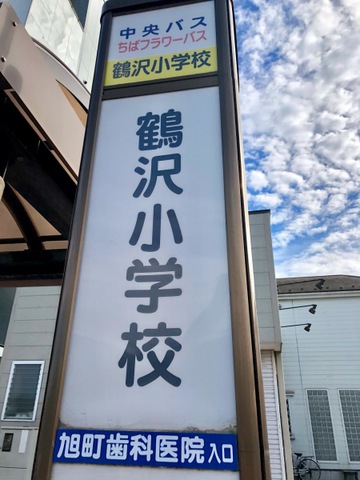 中央バス
ちばフラワーバス
鶴沢小学校
鶴沢小学校
旭町歯科医院入口